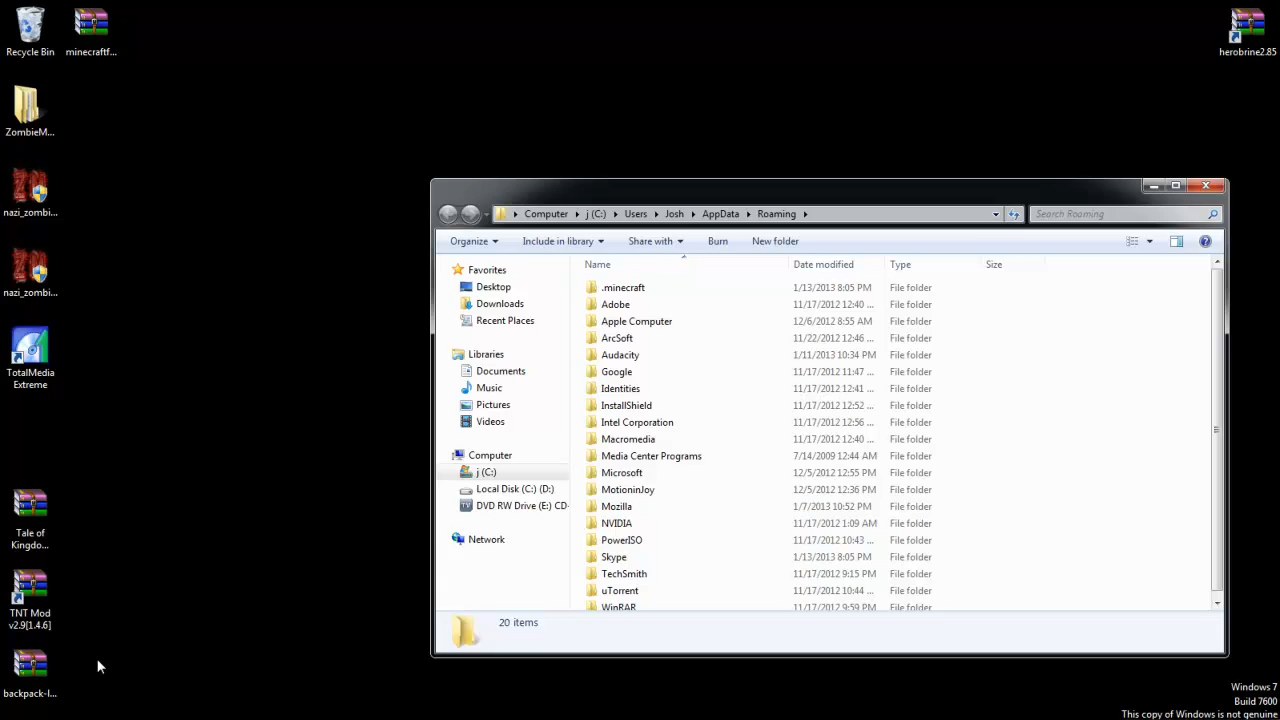 Recycle Bin
minecraftf...
herobrine2.85
ZombieM...
nazi_zombi...
nazi_zombi...
TotalMedia
Extreme
Tale of
Kingdo...
TNT Mod
v2.9[1.4.6]
backpack-I...
Computer j (C:) Users Josh AppData Roaming
Search Roaming
Organize Include in library Share with Burn New folder
Favorites
Desktop
Downloads
Recent Places
Libraries
Documents
Music
Pictures
Videos
Computer
j (C:)
Local Disk (C:) (D:)
DVD RW Drive (E:) CD-
Network
Name Date modified Type Size
.minecraft 1/13/2013 8:05 PM File folder
Adobe 11/17/2012 12:40 ... File folder
Apple Computer 12/6/2012 8:55 AM File folder
ArcSoft 11/22/2012 12:46 ... File folder
Audacity 1/11/2013 10:34 PM File folder
Google 11/17/2012 11:47 ... File folder
Identities 11/17/2012 12:41 ... File folder
InstallShield 11/17/2012 12:52 ... File folder
Intel Corporation 11/17/2012 12:56 ... File folder
Macromedia 11/17/2012 12:40 ... File folder
Media Center Programs 7/14/2009 12:44 AM File folder
Microsoft 12/5/2012 12:55 PM File folder
MotioninJoy 12/5/2012 12:36 PM File folder
Mozilla 1/7/2013 10:52 PM File folder
NVIDIA 11/17/2012 1:09 AM File folder
PowerISO 11/17/2012 10:43 ... File folder
Skype 1/13/2013 8:05 PM File folder
TechSmith 11/17/2012 9:15 PM File folder
uTorrent 11/17/2012 10:44 ... File folder
WinRAR 11/17/2012 9:59 PM File folder
20 items
Windows 7
Build 7600
This copy of Windows is not genuine